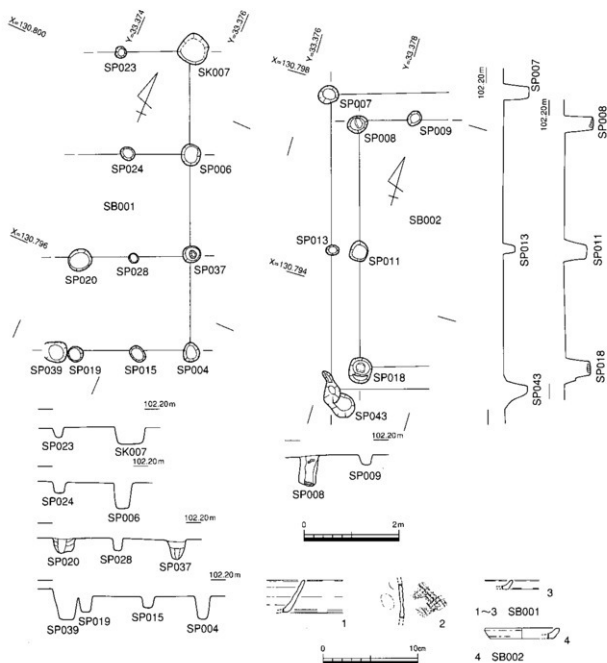 X=130.800
Y=33.374
Y=33.376
SP023
SK007
SP024
SP006
SB001
X=130.796
SP020
SP028
SP037
SP039
SP019
SP015
SP004
Y=33.376
Y=33.378
X=130.798
SP007
SP008
SP009
SB002
SP013
X=130.794
SP011
SP018
SP043
102.20m
SP007
SP013
SP043
102.20m
SP008
SP011
SP018
102.20m
SP023
SK007
102.20m
SP024
SP006
102.20m
SP020
SP028
SP037
102.20m
SP039
SP019
SP015
SP004
102.20m
SP008
SP009
0 2m
1
2
3
1~3 SB001
4
4 SB002
0 10cm